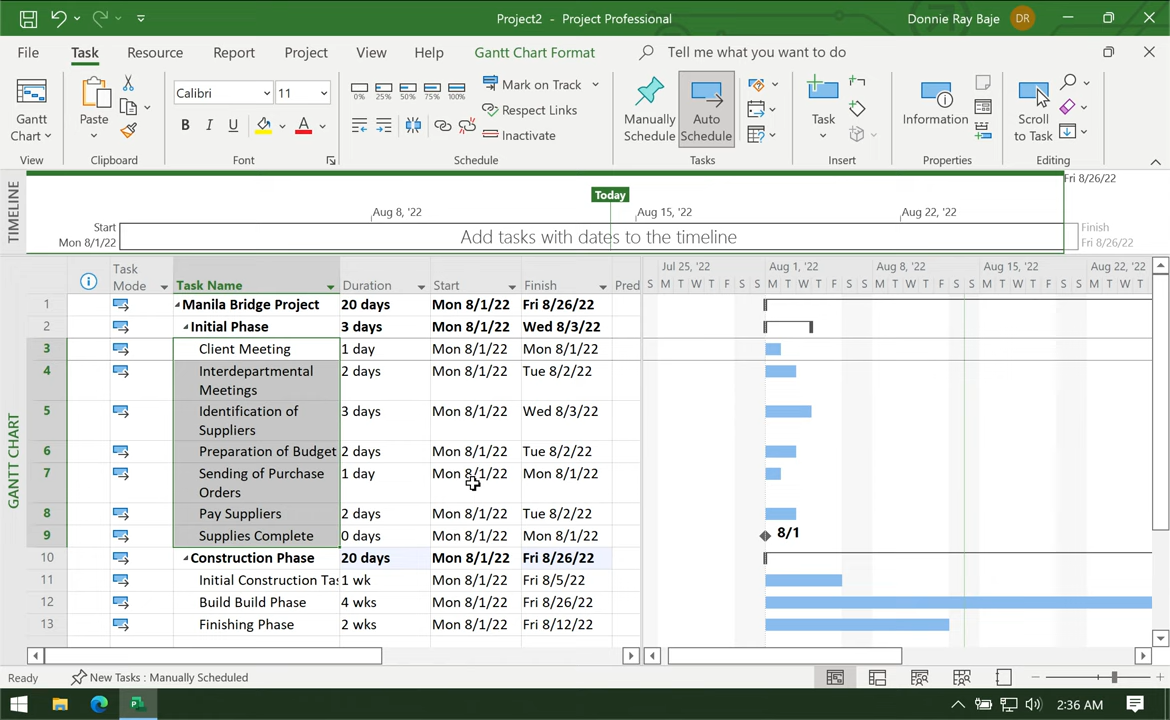 Project2 - Project Professional
Donnie Ray Baje
DR
File Task Resource Report Project View Help Gantt Chart Format Tell me what you want to do
Gantt
Chart
View
Paste
Clipboard
Calibri 11
B I U A
Font
0% 25% 50% 75% 100%
Mark on Track
Respect Links
Inactivate
Schedule
Manually
Schedule
Auto
Schedule
Tasks
Task
Insert
Information
Properties
Scroll
to Task
Editing
TIMELINE
Today
Fri 8/26/22
Aug 8, '22 Aug 15, '22 Aug 22, '22
Start
Mon 8/1/22
Add tasks with dates to the timeline
Finish
Fri 8/26/22
GANTT CHART
Task
Mode
Task Name Duration Start Finish Pred
Jul 25, '22 Aug 1, '22 Aug 8, '22 Aug 15, '22 Aug 22, '22
S M T W T F S S M T W T F S S M T W T F S S M T W T F S S M T W T
1 Manila Bridge Project 20 days Mon 8/1/22 Fri 8/26/22
2 Initial Phase 3 days Mon 8/1/22 Wed 8/3/22
3 Client Meeting 1 day Mon 8/1/22 Mon 8/1/22
4 Interdepartmental
Meetings 2 days Mon 8/1/22 Tue 8/2/22
5 Identification of
Suppliers 3 days Mon 8/1/22 Wed 8/3/22
6 Preparation of Budget 2 days Mon 8/1/22 Tue 8/2/22
7 Sending of Purchase
Orders 1 day Mon 8/1/22 Mon 8/1/22
8 Pay Suppliers 2 days Mon 8/1/22 Tue 8/2/22
9 Supplies Complete 0 days Mon 8/1/22 Mon 8/1/22 8/1
10 Construction Phase 20 days Mon 8/1/22 Fri 8/26/22
11 Initial Construction Tas 1 wk Mon 8/1/22 Fri 8/5/22
12 Build Build Phase 4 wks Mon 8/1/22 Fri 8/26/22
13 Finishing Phase 2 wks Mon 8/1/22 Fri 8/12/22
Ready New Tasks : Manually Scheduled
2:36 AM